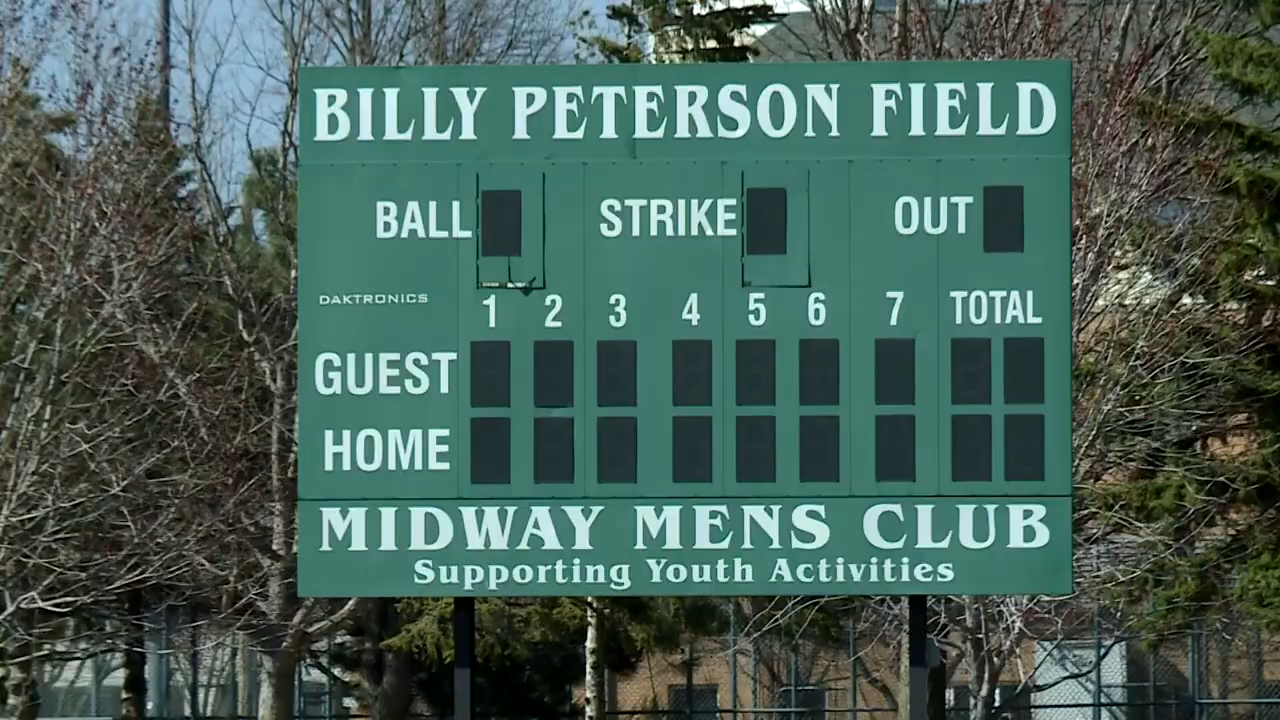 BILLY PETERSON FIELD
BALL STRIKE OUT
DAKTRONICS 1 2 3 4 5 6 7 TOTAL
GUEST
HOME
MIDWAY MENS CLUB
Supporting Youth Activities